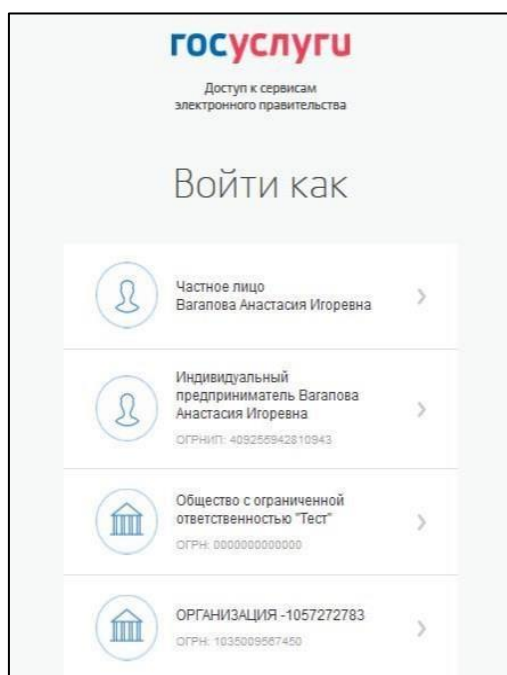 госуслуги
Доступ к сервисам
электронного правительства
Войти как
Частное лицо
Вагапова Анастасия Игоревна
Индивидуальный
предприниматель Вагапова
Анастасия Игоревна
ОГРНИП: 409255942810943
Общество с ограниченной
ответственностью "Тест"
ОГРН: 0000000000000
ОРГАНИЗАЦИЯ -1057272783
ОГРН: 1035009567450